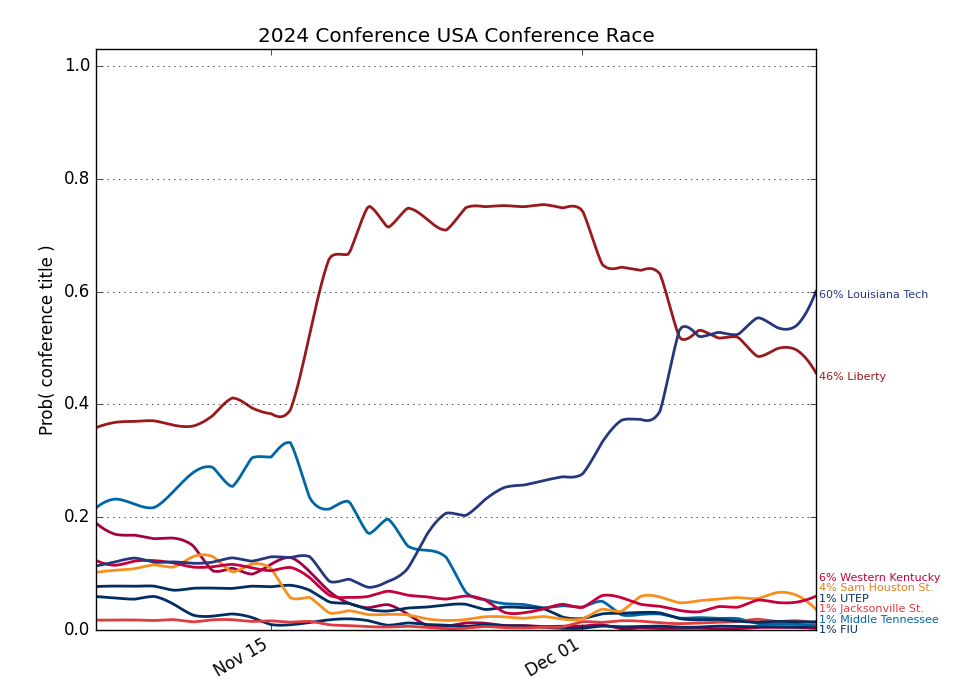 2024 Conference USA Conference Race
Prob( conference title )
1.0
0.8
0.6
0.4
0.2
0.0
Nov 15
Dec 01
60% Louisiana Tech
46% Liberty
6% Western Kentucky
4% Sam Houston St.
1% UTEP
1% Jacksonville St.
1% Middle Tennessee
1% FIU